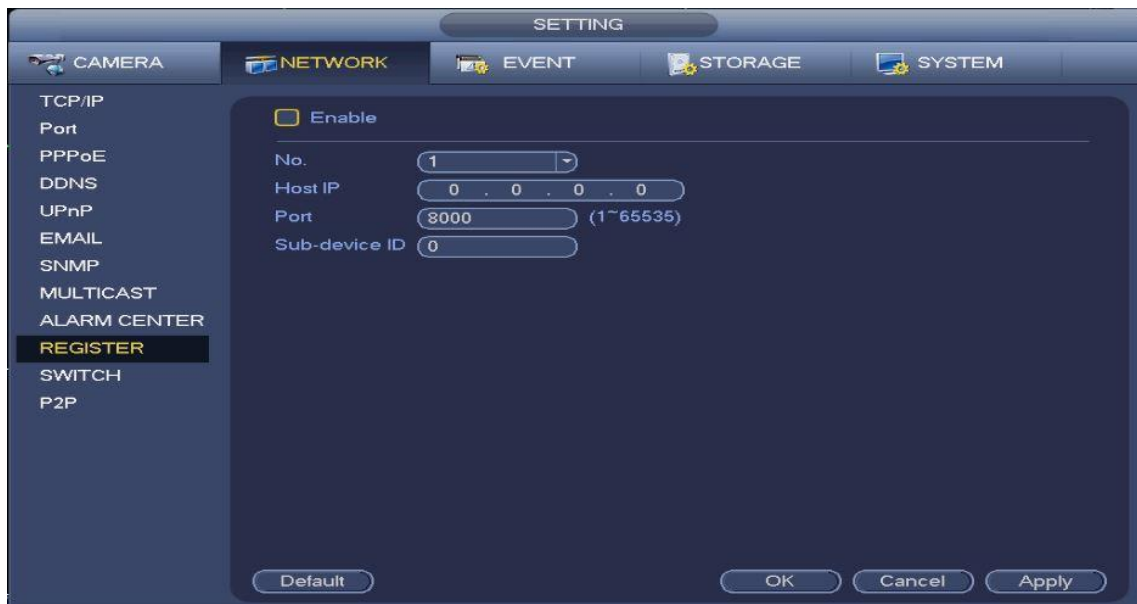 SETTING
CAMERA NETWORK EVENT STORAGE SYSTEM
TCP/IP
Port
PPPoE
DDNS
UPnP
EMAIL
SNMP
MULTICAST
ALARM CENTER
REGISTER
SWITCH
P2P
Enable
No. 1
Host IP 0 . 0 . 0 . 0
Port 8000 (1~65535)
Sub-device ID 0
Default OK Cancel Apply